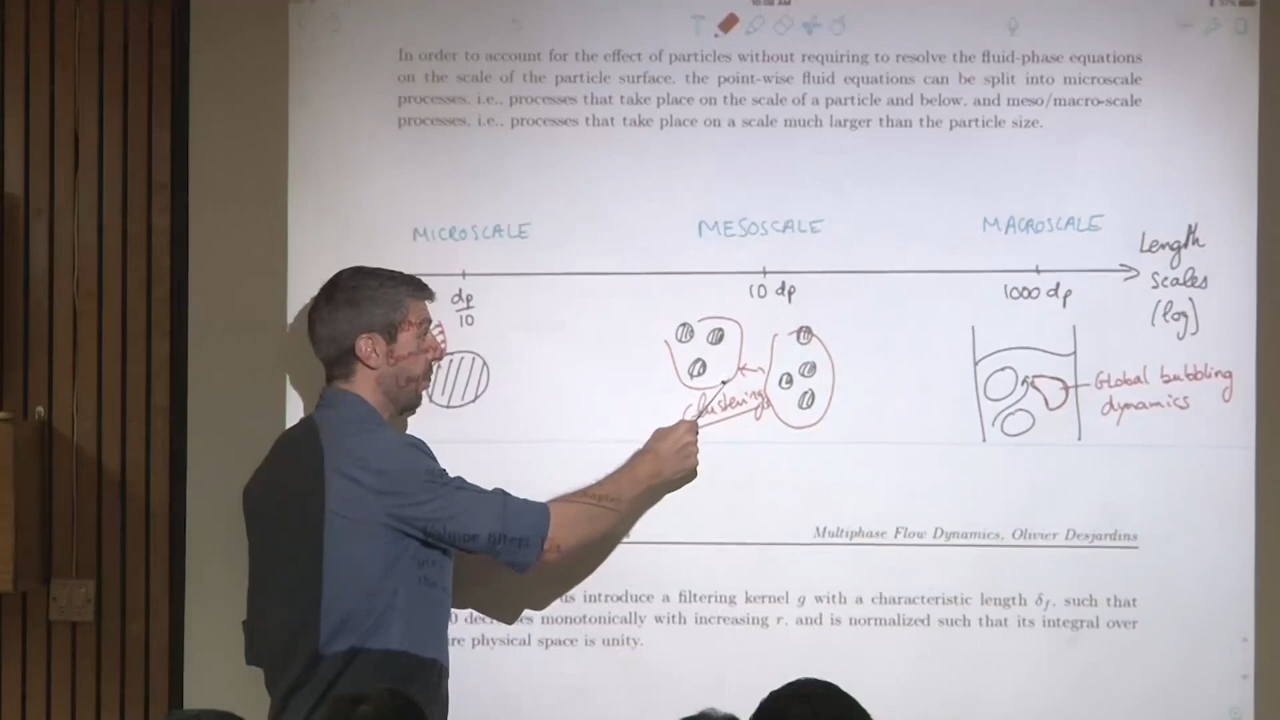 In order to account for the effect of particles without requiring to resolve the fluid-phase equations
on the scale of the particle surface, the point-wise fluid equations can be split into microscale
processes, i.e., processes that take place on the scale of a particle and below, and meso/macro-scale
processes, i.e., processes that take place on a scale much larger than the particle size.
MICROSCALE MESOSCALE MACROSCALE
Length
scales
(log)
dp/10 10 dp 1000 dp
clustering
Global bubbling
dynamics
Chapter
Volume filter
Multiphase Flow Dynamics, Olivier Desjardins
us introduce a filtering kernel g with a characteristic length δf, such that
monotonically with increasing r, and is normalized such that its integral over
physical space is unity.